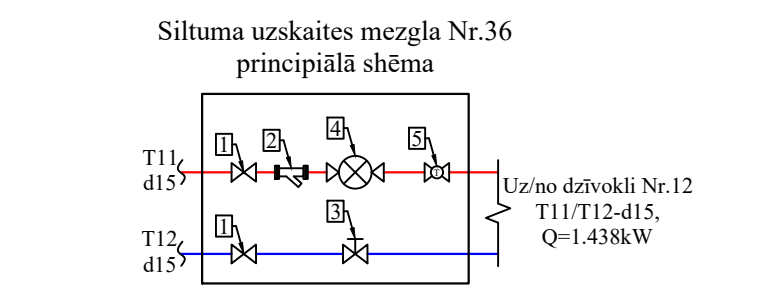 Siltuma uzskaites mezgla Nr.36
principiālā shēma
1
2
4
5
T11
d15
T
Uz/no dzīvokli Nr.12
T11/T12-d15,
Q=1.438kW
1
3
T12
d15